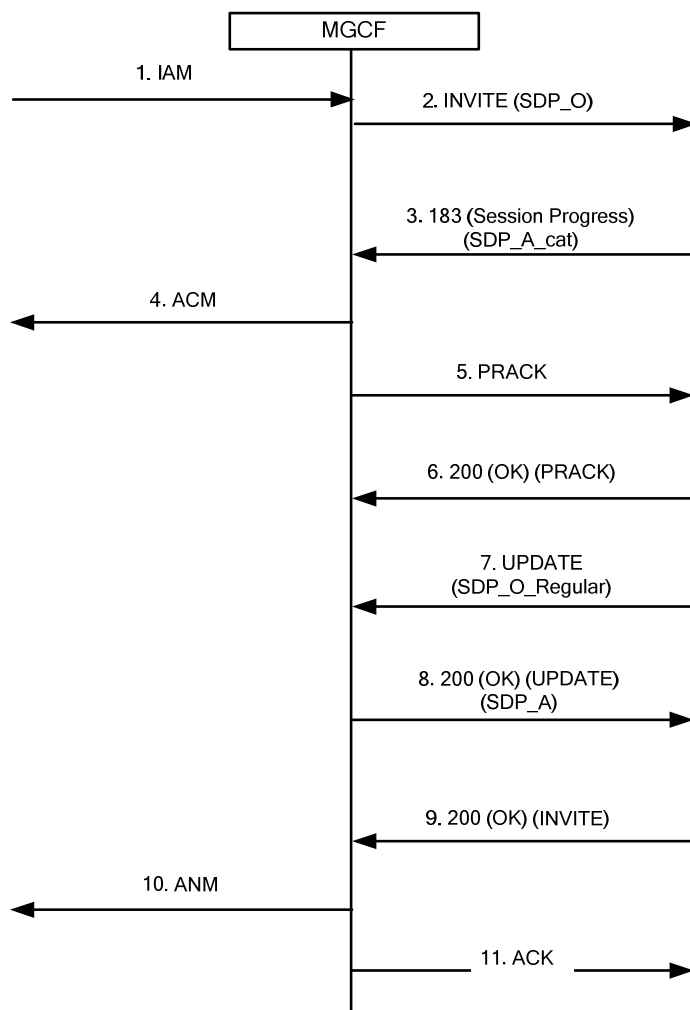 MGCF
1. IAM
2. INVITE (SDP_O)
3. 183 (Session Progress)
(SDP_A_cat)
4. ACM
5. PRACK
6. 200 (OK) (PRACK)
7. UPDATE
(SDP_O_Regular)
8. 200 (OK) (UPDATE)
(SDP_A)
9. 200 (OK) (INVITE)
10. ANM
11. ACK